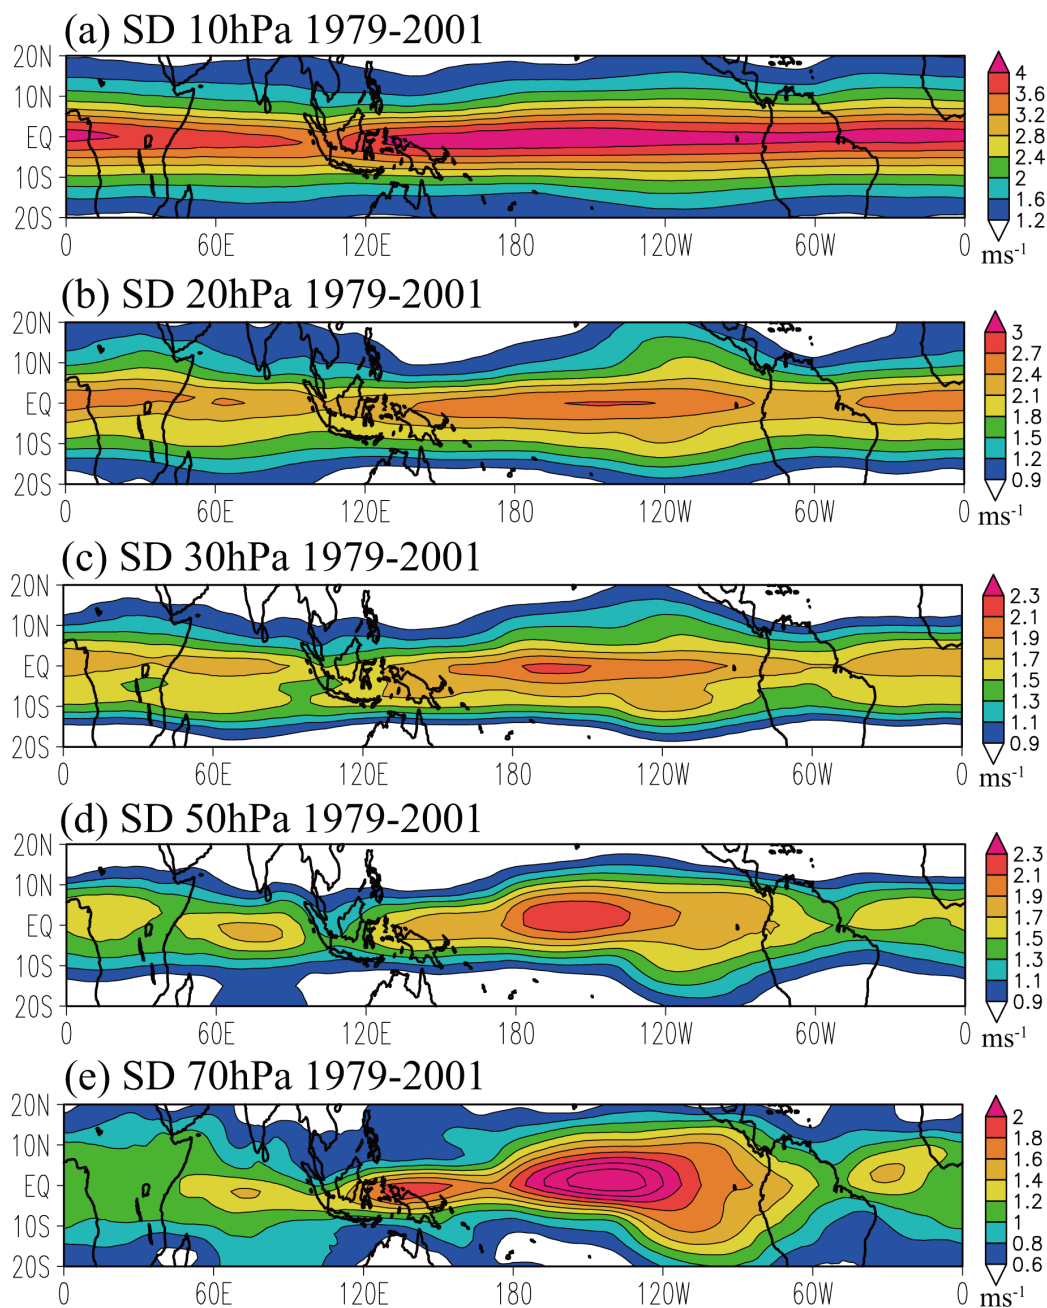 (a) SD 10hPa 1979-2001
20N
10N
EQ
10S
20S
0 60E 120E 180 120W 60W 0
4
3.6
3.2
2.8
2.4
2
1.6
1.2
ms-1
(b) SD 20hPa 1979-2001
20N
10N
EQ
10S
20S
0 60E 120E 180 120W 60W 0
3
2.7
2.4
2.1
1.8
1.5
1.2
0.9
ms-1
(c) SD 30hPa 1979-2001
20N
10N
EQ
10S
20S
0 60E 120E 180 120W 60W 0
2.3
2.1
1.9
1.7
1.5
1.3
1.1
0.9
ms-1
(d) SD 50hPa 1979-2001
20N
10N
EQ
10S
20S
0 60E 120E 180 120W 60W 0
2.3
2.1
1.9
1.7
1.5
1.3
1.1
0.9
ms-1
(e) SD 70hPa 1979-2001
20N
10N
EQ
10S
20S
0 60E 120E 180 120W 60W 0
2
1.8
1.6
1.4
1.2
1
0.8
0.6
ms-1